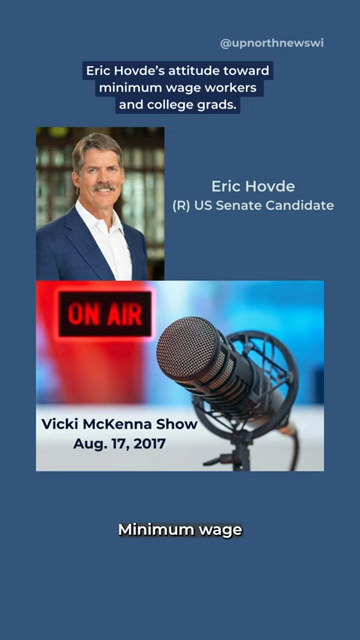 @upnorthnewswi
Eric Hovde's attitude toward
minimum wage workers
and college grads.
Eric Hovde
(R) US Senate Candidate
ON AIR
Vicki McKenna Show
Aug. 17, 2017
Minimum wage